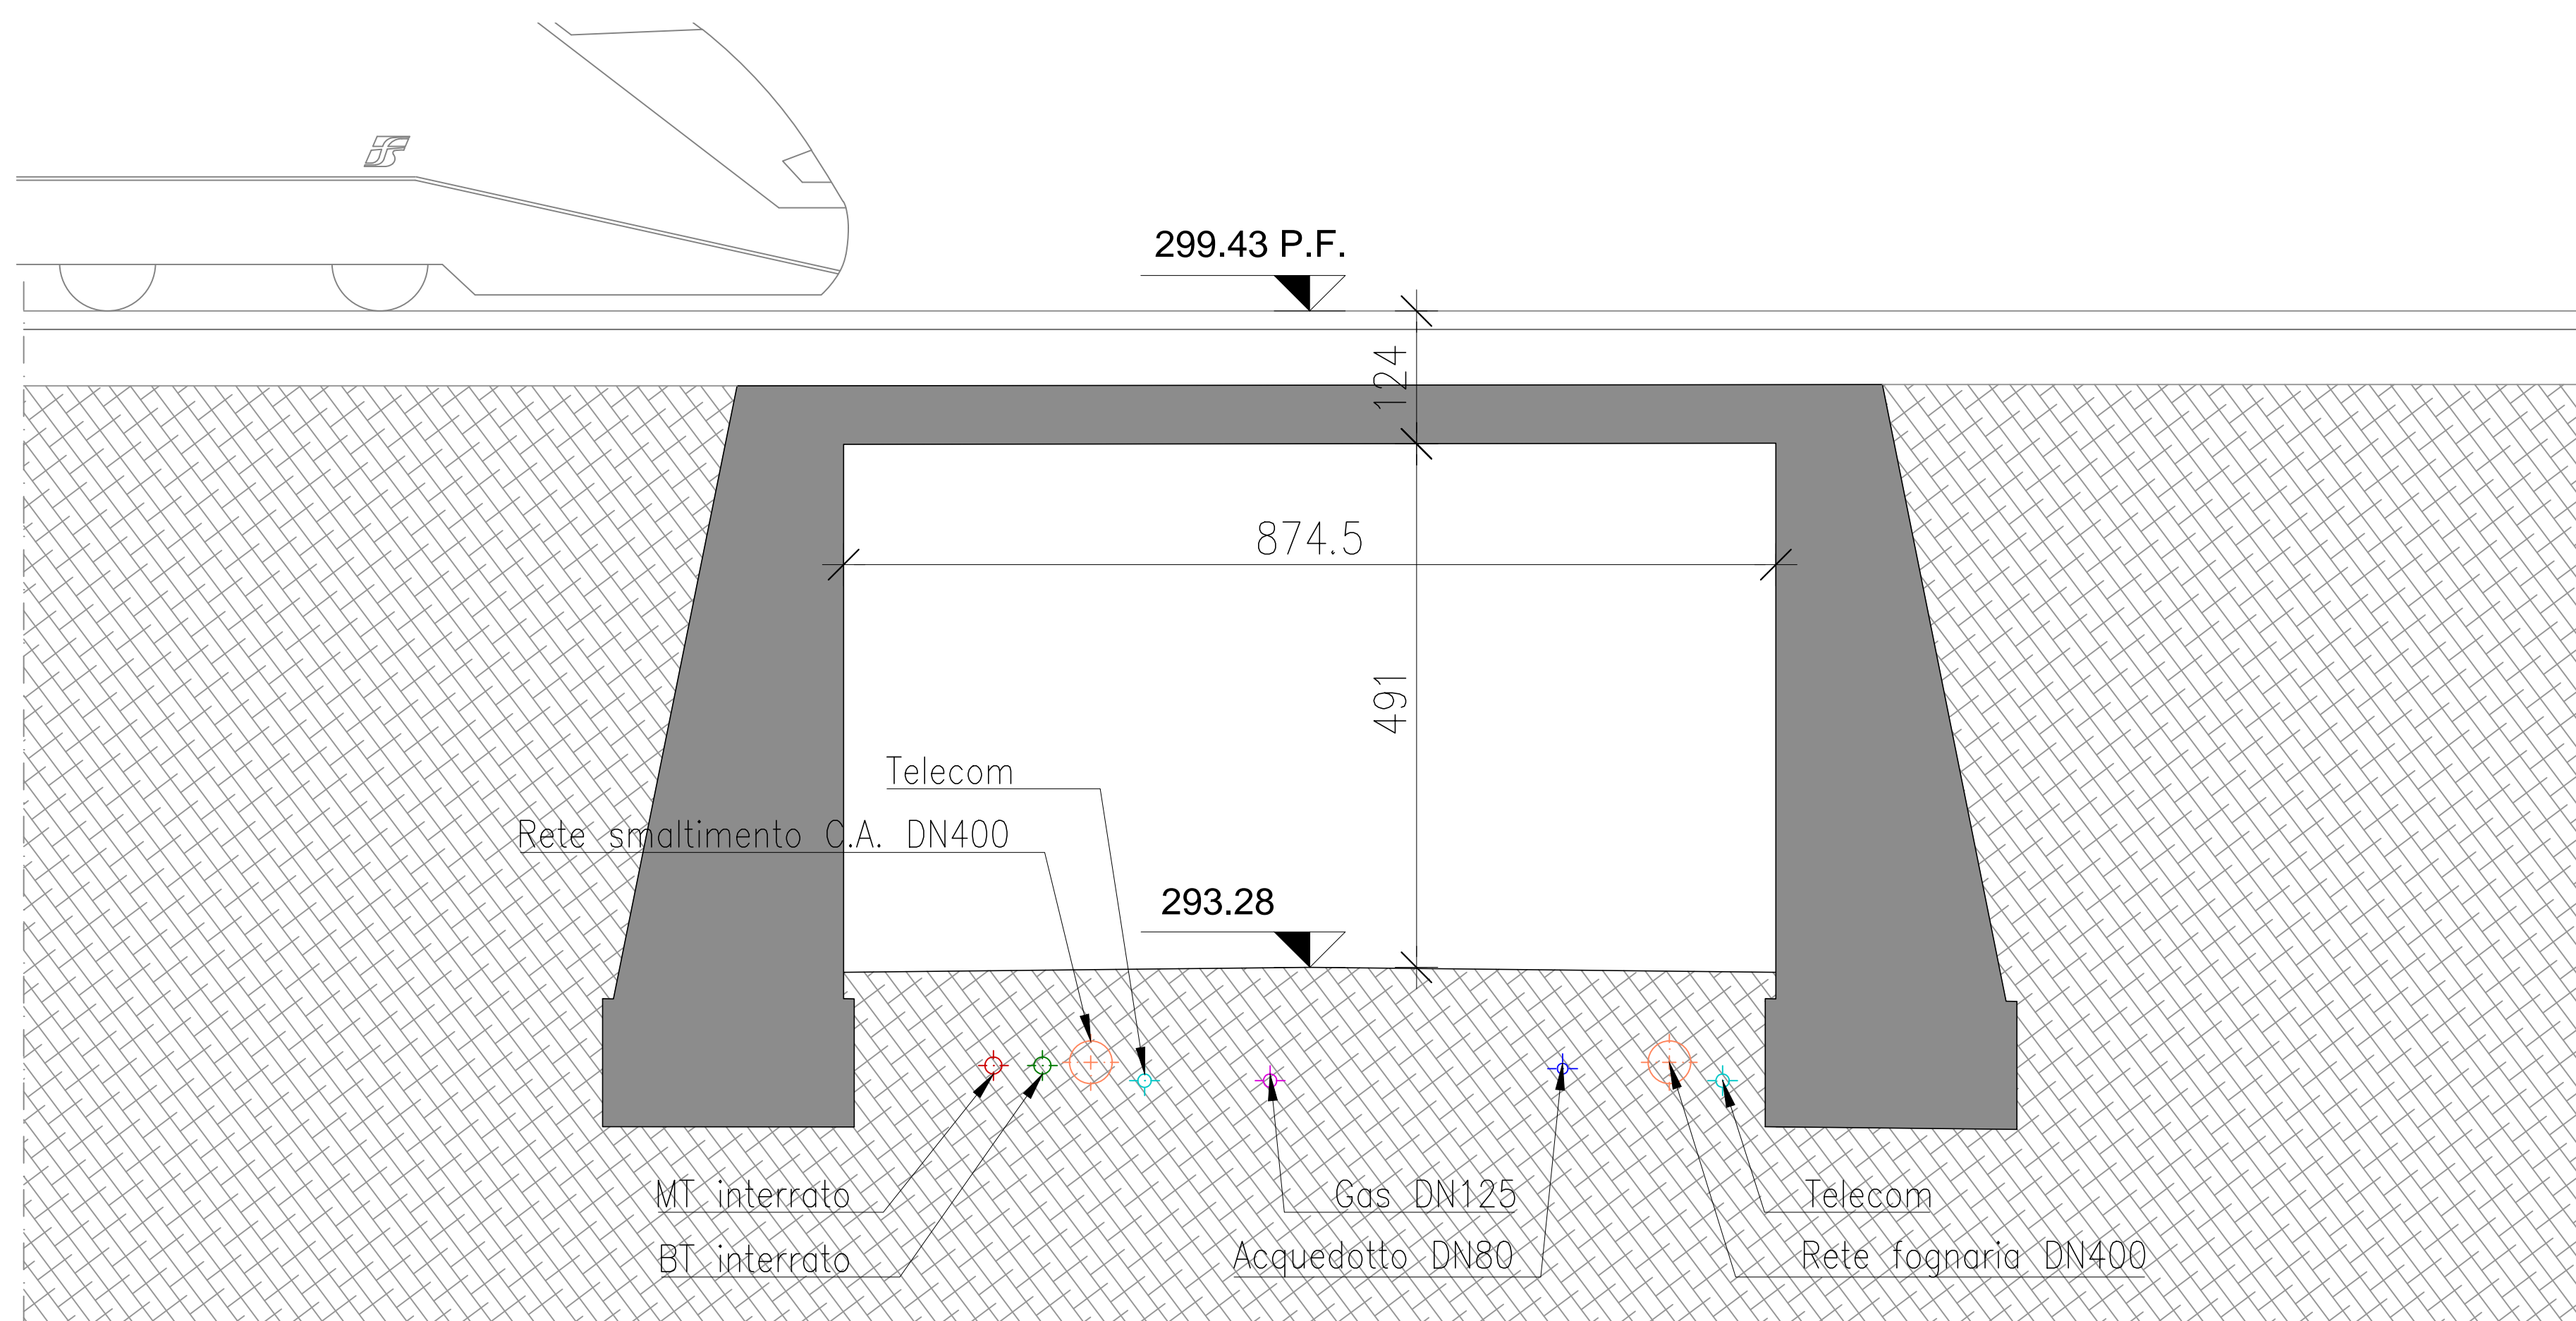 FS
299.43 P.F.
124
874.5
491
Telecom
Rete smaltimento C.A. DN400
293.28
MT interrato
Gas DN125
Telecom
BT interrato
Acquedotto DN80
Rete fognaria DN400